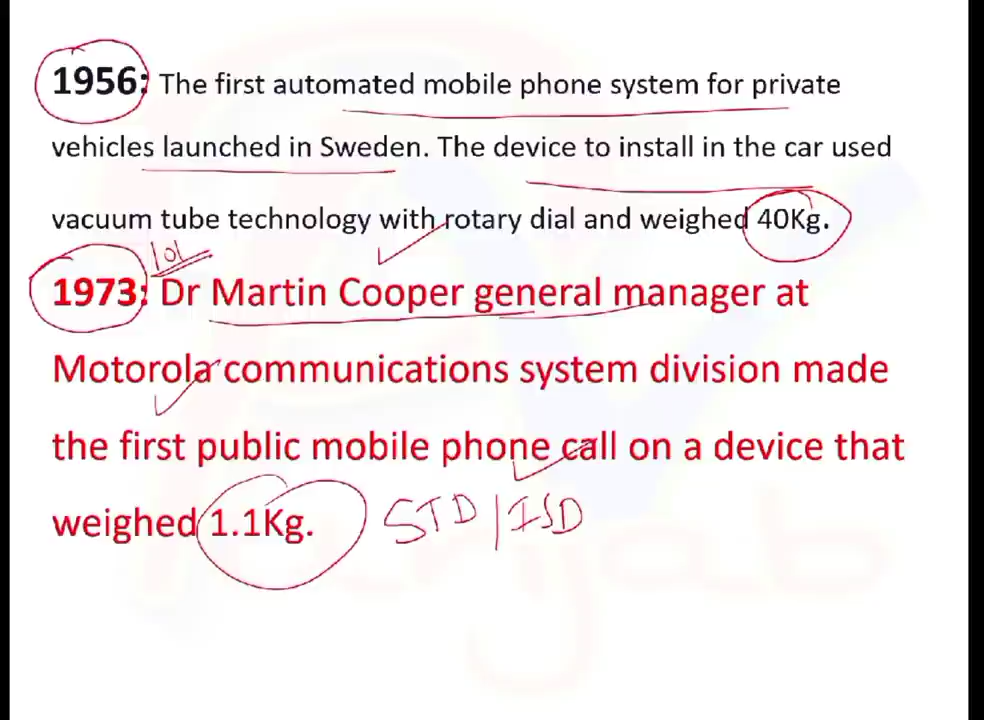 1956: The first automated mobile phone system for private
vehicles launched in Sweden. The device to install in the car used
vacuum tube technology with rotary dial and weighed 40Kg.
1973: Dr Martin Cooper general manager at
Motorola communications system division made
the first public mobile phone call on a device that
weighed 1.1Kg. STD/ISD